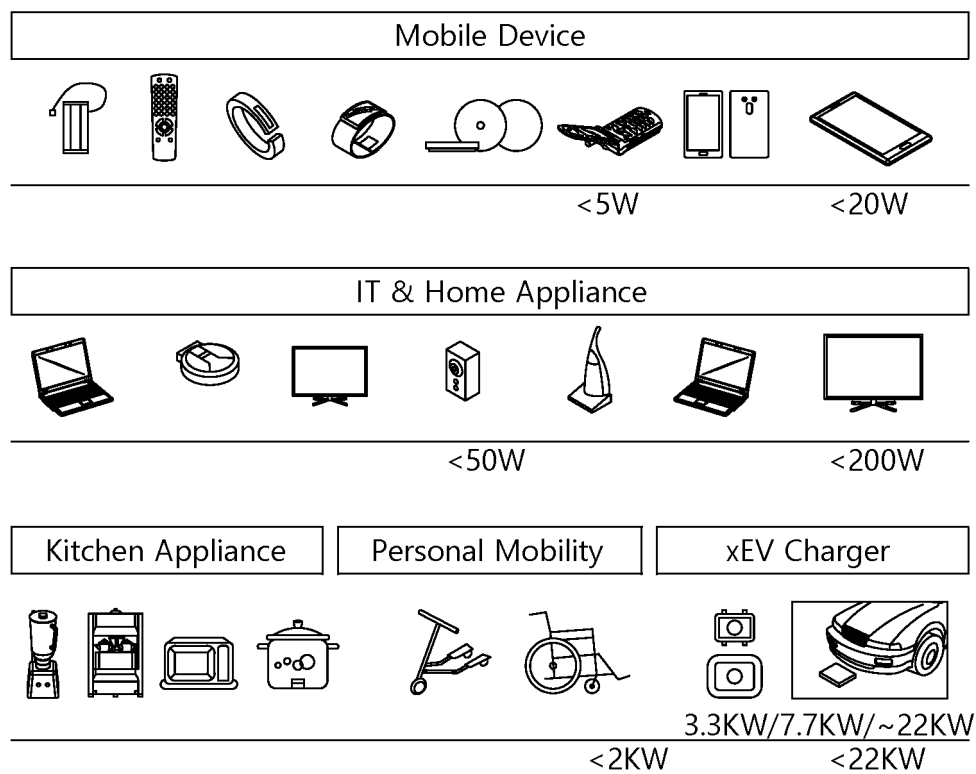 Mobile Device
<5W
<20W
IT & Home Appliance
<50W
<200W
Kitchen Appliance
Personal Mobility
xEV Charger
3.3KW/7.7KW/~22KW
<2KW
<22KW